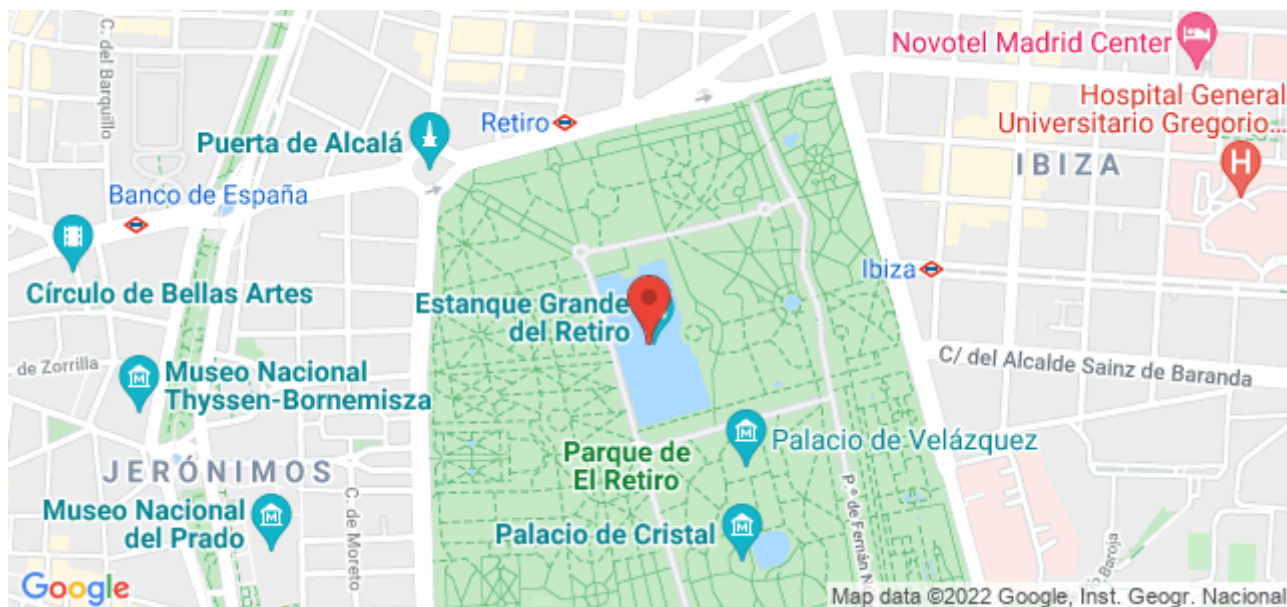 C. del Barquillo
Novotel Madrid Center
Hospital General
Universitario Gregorio...
Retiro
Puerta de Alcalá
IBIZA
Banco de España
Círculo de Bellas Artes
Ibiza
Estanque Grande
del Retiro
de Zorrilla
Museo Nacional
Thyssen-Bornemisza
C/ del Alcalde Sainz de Baranda
Palacio de Velázquez
Parque de
El Retiro
JERÓNIMOS
Museo Nacional
del Prado
C. de Moreto
Palacio de Cristal
P.º de Fernán N
Baroja
Google
Map data ©2022 Google, Inst. Geogr. Nacional